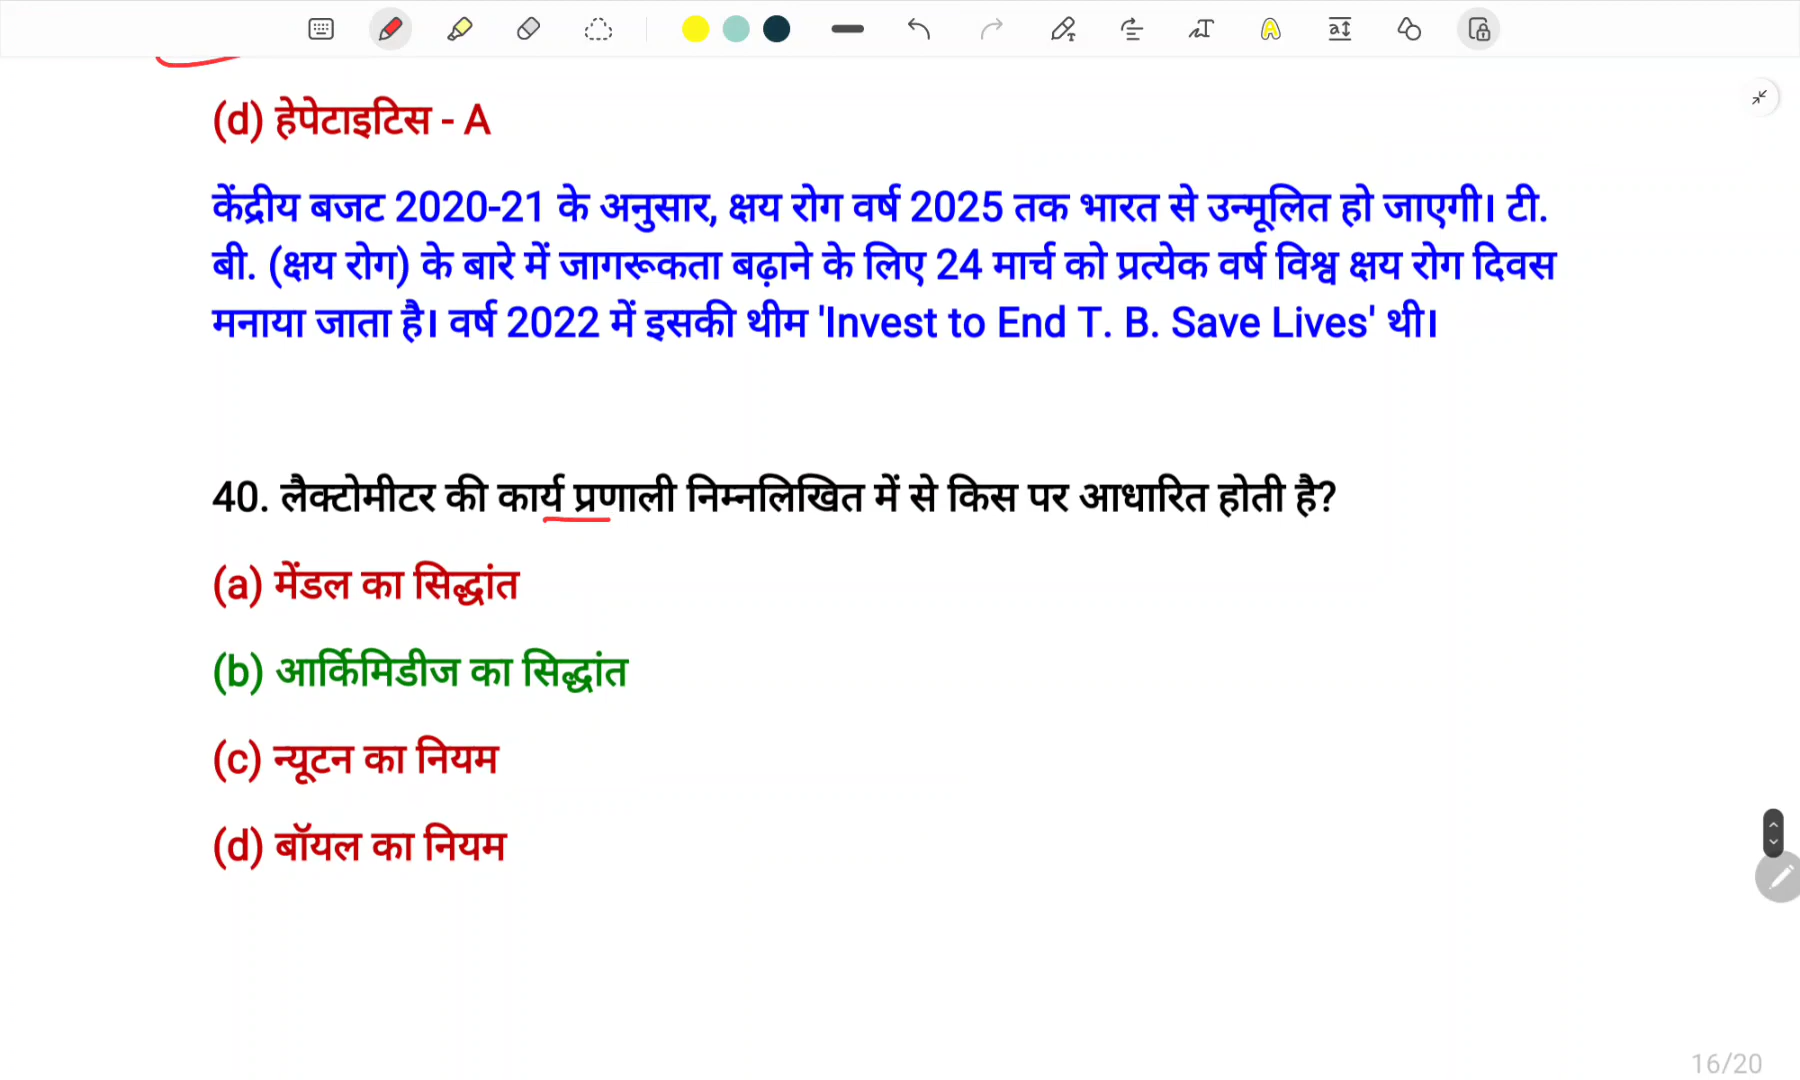 (d) हेपेटाइटिस - A
केंद्रीय बजट 2020-21 के अनुसार, क्षय रोग वर्ष 2025 तक भारत से उन्मूलित हो जाएगी। टी.
बी. (क्षय रोग) के बारे में जागरूकता बढ़ाने के लिए 24 मार्च को प्रत्येक वर्ष विश्व क्षय रोग दिवस
मनाया जाता है। वर्ष 2022 में इसकी थीम 'Invest to End T. B. Save Lives' थी।
40. लैक्टोमीटर की कार्य प्रणाली निम्नलिखित में से किस पर आधारित होती है?
(a) मेंडल का सिद्धांत
(b) आर्किमिडीज का सिद्धांत
(c) न्यूटन का नियम
(d) बॉयल का नियम
16/20